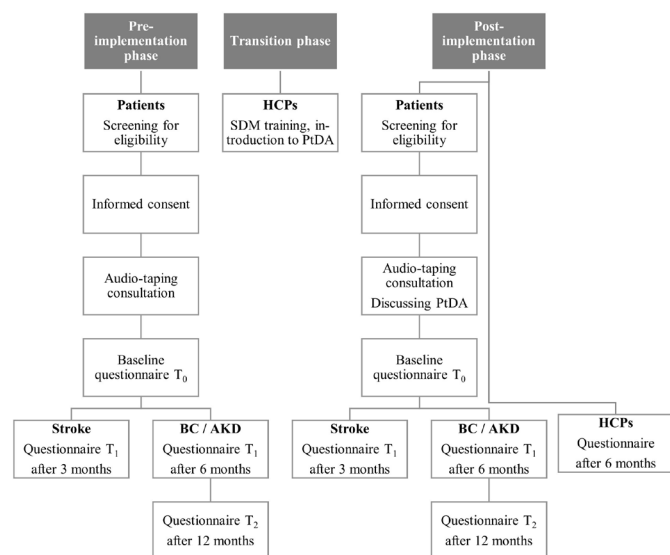 Pre-
implementation
phase
Transition phase
Post-
implementation
phase
Patients
Screening for
eligibility
HCPs
SDM training, in-
troduction to PtDA
Patients
Screening for
eligibility
Informed consent
Informed consent
Audio-taping
consultation
Audio-taping
consultation
Discussing PtDA
Baseline
questionnaire T₀
Baseline
questionnaire T₀
Stroke
Questionnaire T₁
after 3 months
BC / AKD
Questionnaire T₁
after 6 months
Stroke
Questionnaire T₁
after 3 months
BC / AKD
Questionnaire T₁
after 6 months
HCPs
Questionnaire
after 6 months
Questionnaire T₂
after 12 months
Questionnaire T₂
after 12 months